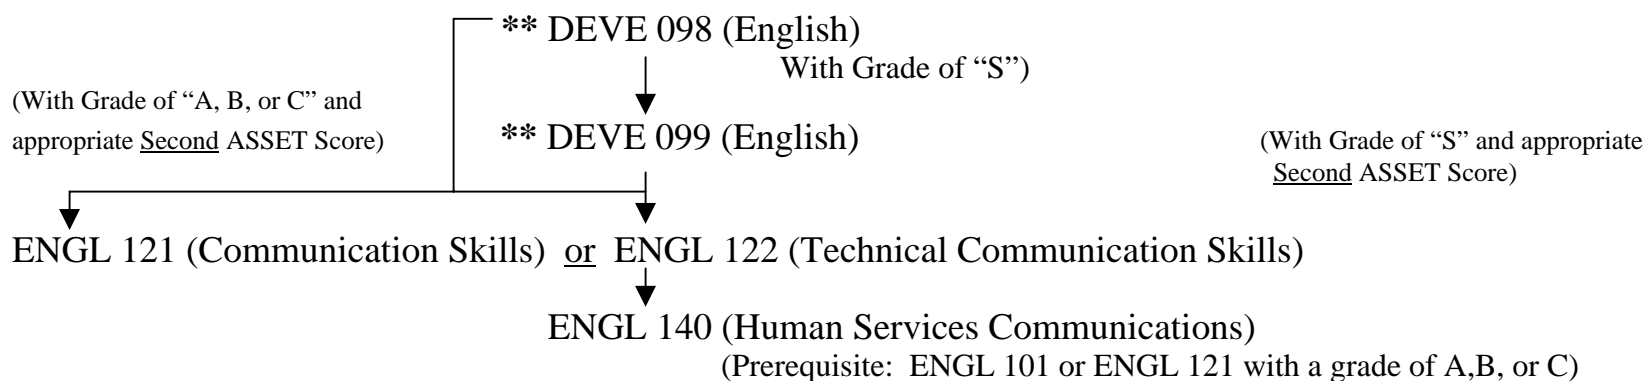 ** DEVE 098 (English)
With Grade of “S”)
(With Grade of “A, B, or C” and
appropriate Second ASSET Score)
** DEVE 099 (English)
(With Grade of “S” and appropriate
Second ASSET Score)
ENGL 121 (Communication Skills) or ENGL 122 (Technical Communication Skills)
ENGL 140 (Human Services Communications)
(Prerequisite: ENGL 101 or ENGL 121 with a grade of A,B, or C)